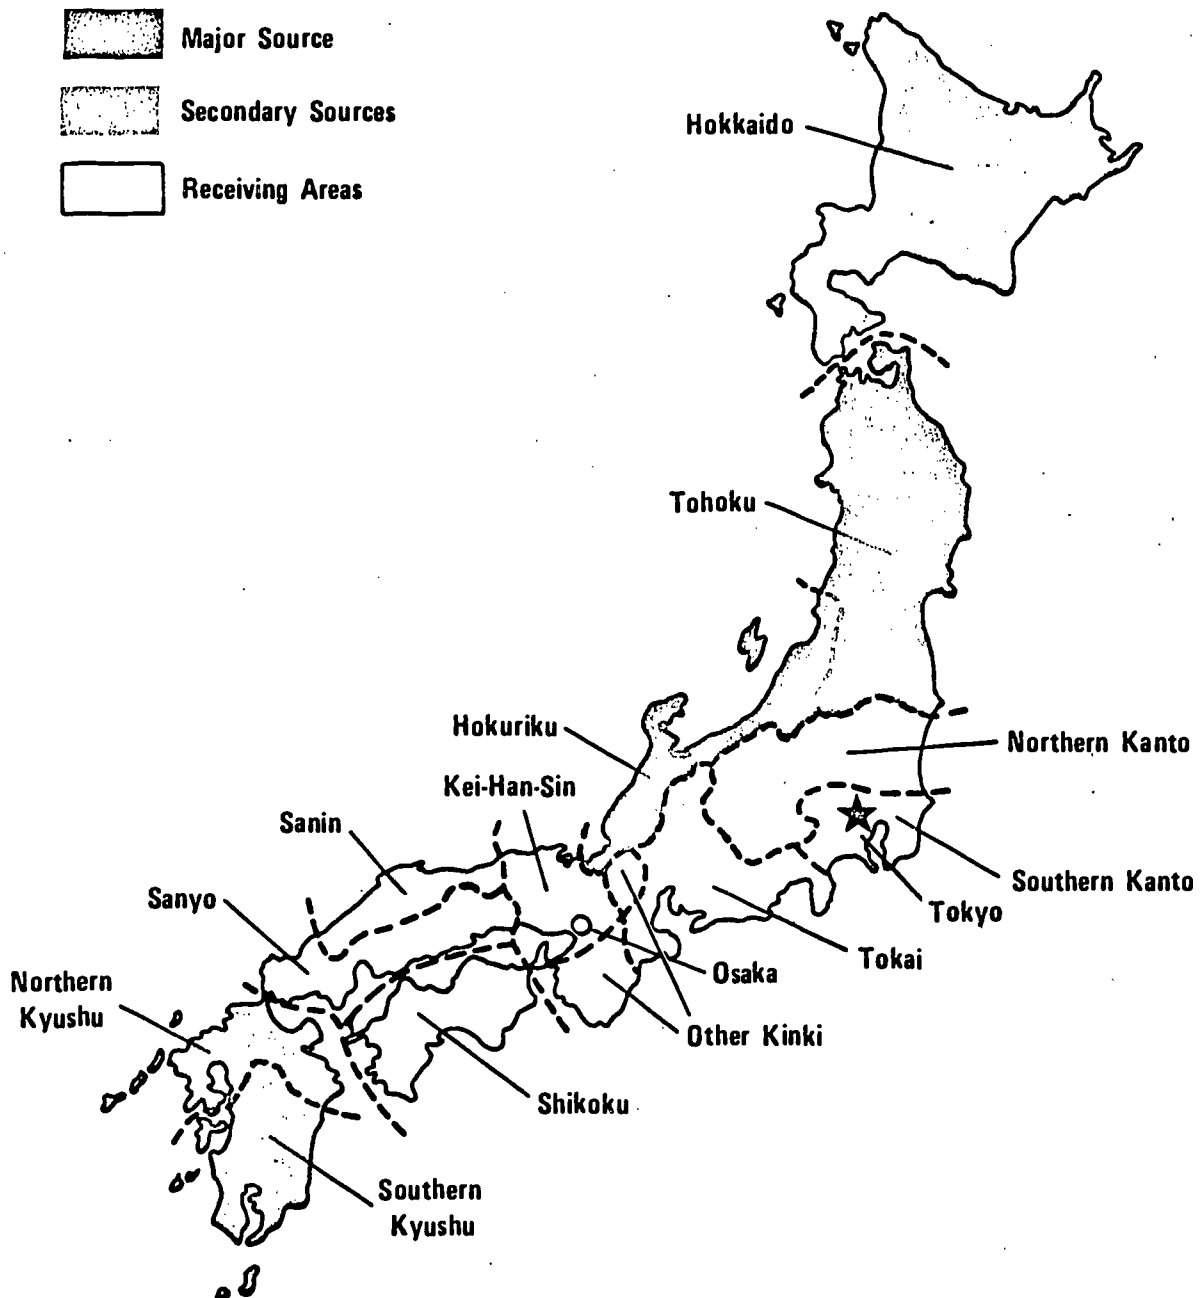 Major Source
Secondary Sources
Receiving Areas
Hokkaido
Tohoku
Hokuriku
Northern Kanto
Kei-Han-Sin
Sanin
Southern Kanto
Sanyo
Tokyo
Tokai
Osaka
Northern
Kyushu
Other Kinki
Shikoku
Southern
Kyushu